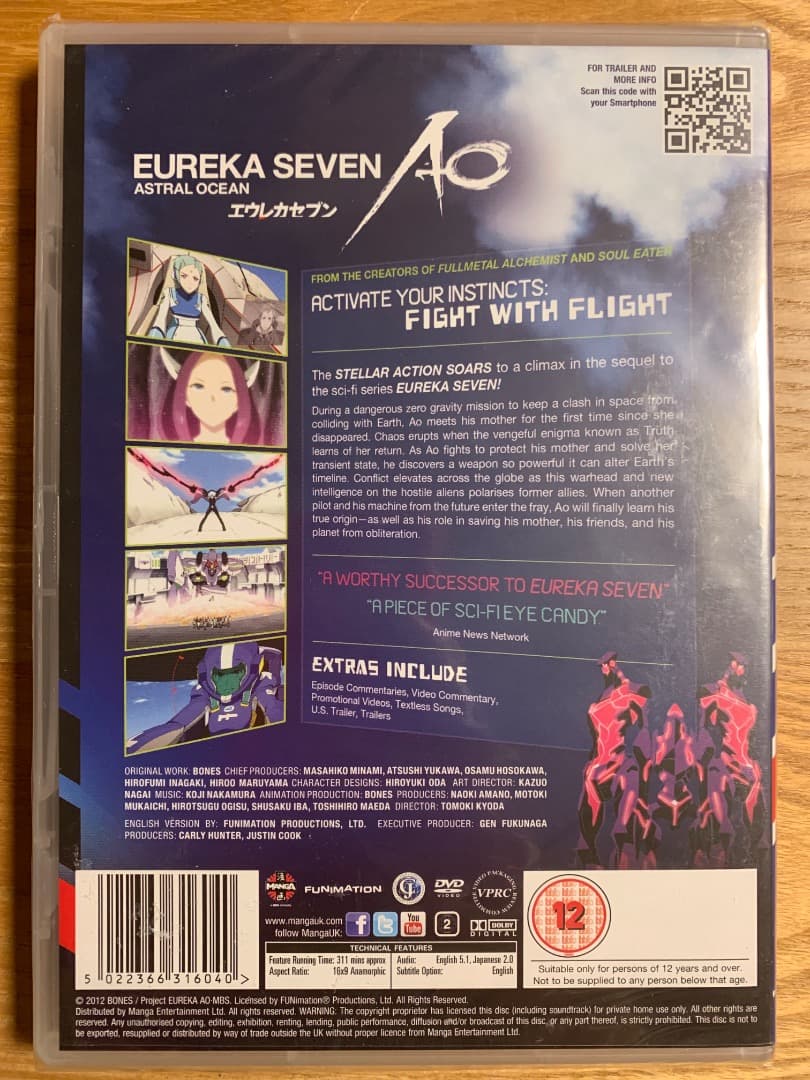 FOR TRAILER AND
MORE INFO
Scan this code with
your Smartphone
EUREKA SEVEN AO
ASTRAL OCEAN
エウレカセブン
FROM THE CREATORS OF FULLMETAL ALCHEMIST AND SOUL EATER
ACTIVATE YOUR INSTINCTS:
FIGHT WITH FLIGHT
The STELLAR ACTION SOARS to a climax in the sequel to
the sci-fi series EUREKA SEVEN!
During a dangerous zero gravity mission to keep a clash in space from
colliding with Earth, Ao meets his mother for the first time since she
disappeared. Chaos erupts when the vengeful enigma known as Truth
learns of her return. As Ao fights to protect his mother and solve her
transient state, he discovers a weapon so powerful it can alter Earth's
timeline. Conflict elevates across the globe as this warhead and new
intelligence on the hostile aliens polarises former allies. When another
pilot and his machine from the future enter the fray, Ao will finally learn his
true origin—as well as his role in saving his mother, his friends, and his
planet from obliteration.
"A WORTHY SUCCESSOR TO EUREKA SEVEN"
"A PIECE OF SCI-FI EYE CANDY"
Anime News Network
EXTRAS INCLUDE
Episode Commentaries, Video Commentary,
Promotional Videos, Textless Songs,
U.S. Trailer, Trailers
ORIGINAL WORK: BONES CHIEF PRODUCERS: MASAHIKO MINAMI, ATSUSHI YUKAWA, OSAMU HOSOKAWA,
HIROFUMI INAGAKI, HIROO MARUYAMA CHARACTER DESIGNS: HIROYUKI ODA ART DIRECTOR: KAZUO
NAGAI MUSIC: KOJI NAKAMURA ANIMATION PRODUCTION: BONES PRODUCERS: NAOKI AMANO, MOTOKI
MUKAICHI, HIROTSUGU OGISU, SHUSAKU IBA, TOSHIHIRO MAEDA DIRECTOR: TOMOKI KYODA
ENGLISH VERSION BY: FUNIMATION PRODUCTIONS, LTD. EXECUTIVE PRODUCER: GEN FUKUNAGA
PRODUCERS: CARLY HUNTER, JUSTIN COOK
MANGA
FUNIMATION
DVD
VIDEO
VIDEO PACKAGING REVIEW COMMITTEE
VPRC
www.mangauk.com
follow MangaUK:
You
Tube
2
DOLBY
DIGITAL
TECHNICAL FEATURES
Feature Running Time: 311 mins approx
Aspect Ratio: 16x9 Anamorphic
Audio: English 5.1, Japanese 2.0
Subtitle Option: English
12
Suitable only for persons of 12 years and over.
Not to be supplied to any person below that age.
5 022366 316040 >
© 2012 BONES / Project EUREKA AO·MBS. Licensed by FUNimation® Productions, Ltd. All Rights Reserved.
Distributed by Manga Entertainment Ltd. All rights reserved. WARNING: The copyright proprietor has licensed this disc (including soundtrack) for private home use only. All other rights are
reserved. Any unauthorised copying, editing, exhibition, renting, lending, public performance, diffusion and/or broadcast of this disc, or any part thereof, is strictly prohibited. This disc is not to
be exported, resupplied or distributed by way of trade outside the UK without proper licence from Manga Entertainment Ltd.